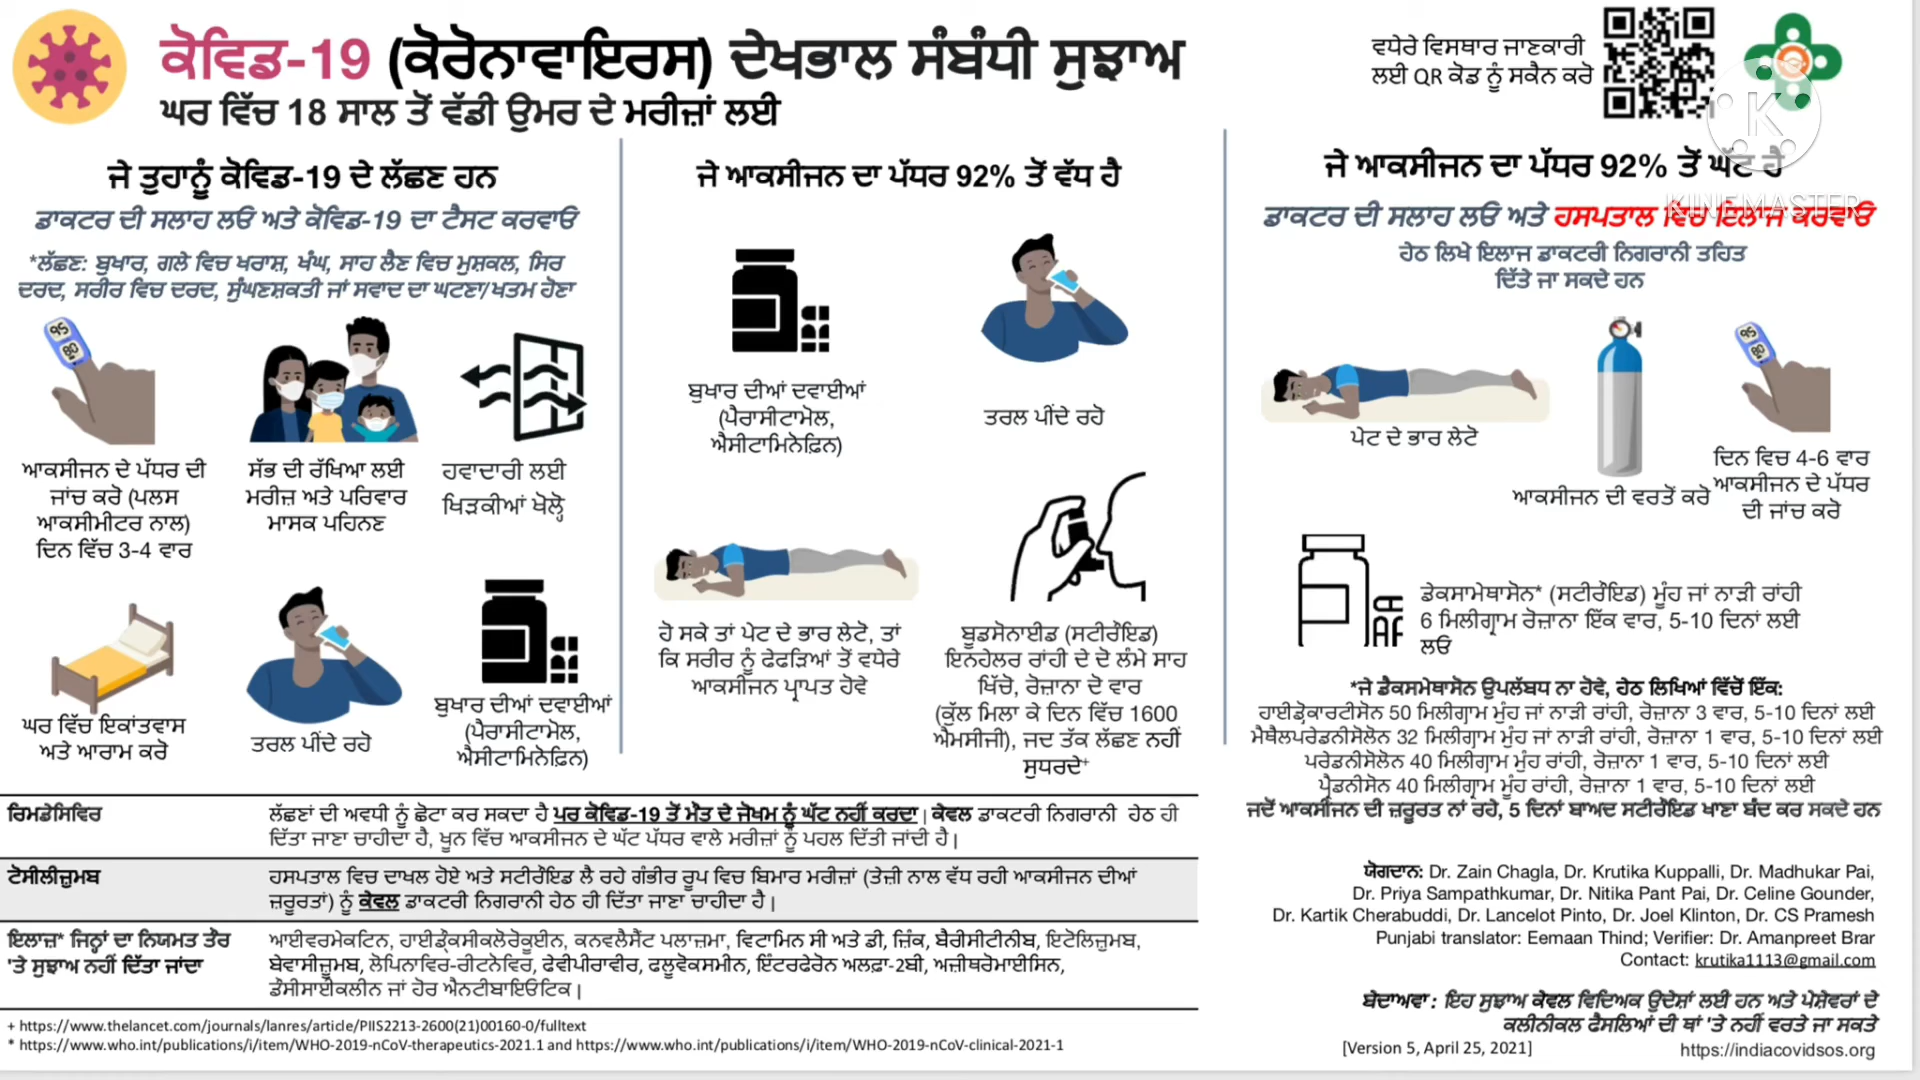 ਕੋਵਿਡ-19 (ਕੋਰੋਨਾਵਾਇਰਸ) ਦੇਖਭਾਲ ਸੰਬੰਧੀ ਸੁਝਾਅ
ਘਰ ਵਿੱਚ 18 ਸਾਲ ਤੋਂ ਵੱਡੀ ਉਮਰ ਦੇ ਮਰੀਜ਼ਾਂ ਲਈ
ਵਧੇਰੇ ਵਿਸਥਾਰ ਜਾਣਕਾਰੀ
ਲਈ QR ਕੋਡ ਨੂੰ ਸਕੈਨ ਕਰੋ
K
KINEMASTER
ਜੇ ਤੁਹਾਨੂੰ ਕੋਵਿਡ-19 ਦੇ ਲੱਛਣ ਹਨ
ਡਾਕਟਰ ਦੀ ਸਲਾਹ ਲਓ ਅਤੇ ਕੋਵਿਡ-19 ਦਾ ਟੈਸਟ ਕਰਵਾਓ
*ਲੱਛਣ: ਬੁਖਾਰ, ਗਲੇ ਵਿਚ ਖਰਾਸ਼, ਖੰਘ, ਸਾਹ ਲੈਣ ਵਿਚ ਮੁਸ਼ਕਲ, ਸਿਰ
ਦਰਦ, ਸਰੀਰ ਵਿਚ ਦਰਦ, ਸੁੰਘਣਸ਼ਕਤੀ ਜਾਂ ਸਵਾਦ ਦਾ ਘਟਣਾ/ਖਤਮ ਹੋਣਾ
95
80
ਆਕਸੀਜਨ ਦੇ ਪੱਧਰ ਦੀ
ਜਾਂਚ ਕਰੋ (ਪਲਸ
ਆਕਸੀਮੀਟਰ ਨਾਲ)
ਦਿਨ ਵਿੱਚ 3-4 ਵਾਰ
ਸੱਭ ਦੀ ਰੱਖਿਆ ਲਈ
ਮਰੀਜ਼ ਅਤੇ ਪਰਿਵਾਰ
ਮਾਸਕ ਪਹਿਨਣ
ਹਵਾਦਾਰੀ ਲਈ
ਖਿੜਕੀਆਂ ਖੋਲ੍ਹੋ
ਘਰ ਵਿੱਚ ਇਕਾਂਤਵਾਸ
ਅਤੇ ਆਰਾਮ ਕਰੋ
ਤਰਲ ਪੀਂਦੇ ਰਹੋ
ਬੁਖਾਰ ਦੀਆਂ ਦਵਾਈਆਂ
(ਪੈਰਾਸੀਟਾਮੋਲ,
ਐਸੀਟਾਮਿਨੋਫ਼ਿਨ)
ਜੇ ਆਕਸੀਜਨ ਦਾ ਪੱਧਰ 92% ਤੋਂ ਵੱਧ ਹੈ
ਬੁਖਾਰ ਦੀਆਂ ਦਵਾਈਆਂ
(ਪੈਰਾਸੀਟਾਮੋਲ,
ਐਸੀਟਾਮਿਨੋਫ਼ਿਨ)
ਤਰਲ ਪੀਂਦੇ ਰਹੋ
ਹੋ ਸਕੇ ਤਾਂ ਪੇਟ ਦੇ ਭਾਰ ਲੇਟੋ, ਤਾਂ
ਕਿ ਸਰੀਰ ਨੂੰ ਫੇਫੜਿਆਂ ਤੋਂ ਵਧੇਰੇ
ਆਕਸੀਜਨ ਪ੍ਰਾਪਤ ਹੋਵੇ
ਬੂਡਸੋਨਾਈਡ (ਸਟੀਰੌਇਡ)
ਇਨਹੇਲਰ ਰਾਂਹੀ ਦੇ ਦੋ ਲੰਮੇ ਸਾਹ
ਖਿੱਚੋ, ਰੋਜ਼ਾਨਾ ਦੋ ਵਾਰ
(ਕੁੱਲ ਮਿਲਾ ਕੇ ਦਿਨ ਵਿੱਚ 1600
ਐਮਸੀਜੀ), ਜਦ ਤੱਕ ਲੱਛਣ ਨਹੀਂ
ਸੁਧਰਦੇ+
ਜੇ ਆਕਸੀਜਨ ਦਾ ਪੱਧਰ 92% ਤੋਂ ਘੱਟ ਹੈ
ਡਾਕਟਰ ਦੀ ਸਲਾਹ ਲਓ ਅਤੇ ਹਸਪਤਾਲ ਵਿਚ ਇਲਾਜ ਕਰਵਾਓ
ਹੇਠ ਲਿਖੇ ਇਲਾਜ ਡਾਕਟਰੀ ਨਿਗਰਾਨੀ ਤਹਿਤ
ਦਿੱਤੇ ਜਾ ਸਕਦੇ ਹਨ
95
80
ਪੇਟ ਦੇ ਭਾਰ ਲੇਟੋ
ਆਕਸੀਜਨ ਦੀ ਵਰਤੋਂ ਕਰੋ
ਦਿਨ ਵਿਚ 4-6 ਵਾਰ
ਆਕਸੀਜਨ ਦੇ ਪੱਧਰ
ਦੀ ਜਾਂਚ ਕਰੋ
ਡੇਕਸਾਮੇਥਾਸੋਨ* (ਸਟੀਰੌਇਡ) ਮੂੰਹ ਜਾਂ ਨਾੜੀ ਰਾਂਹੀ
6 ਮਿਲੀਗ੍ਰਾਮ ਰੋਜ਼ਾਨਾ ਇੱਕ ਵਾਰ, 5-10 ਦਿਨਾਂ ਲਈ
ਲਓ
*ਜੇ ਡੈਕਸਮੇਥਾਸੋਨ ਉਪਲੱਬਧ ਨਾ ਹੋਵੇ, ਹੇਠ ਲਿਖਿਆਂ ਵਿੱਚੋਂ ਇੱਕ:
ਹਾਈਡ੍ਰੋਕਾਰਟੀਸੋਨ 50 ਮਿਲੀਗ੍ਰਾਮ ਮੂੰਹ ਜਾਂ ਨਾੜੀ ਰਾਂਹੀ, ਰੋਜ਼ਾਨਾ 3 ਵਾਰ, 5-10 ਦਿਨਾਂ ਲਈ
ਮੈਥੈਲਪਰੇਡਨੀਸੋਲੋਨ 32 ਮਿਲੀਗ੍ਰਾਮ ਮੂੰਹ ਜਾਂ ਨਾੜੀ ਰਾਂਹੀ, ਰੋਜ਼ਾਨਾ 1 ਵਾਰ, 5-10 ਦਿਨਾਂ ਲਈ
ਪਰੇਡਨੀਸੋਲੋਨ 40 ਮਿਲੀਗ੍ਰਾਮ ਮੂੰਹ ਰਾਂਹੀ, ਰੋਜ਼ਾਨਾ 1 ਵਾਰ, 5-10 ਦਿਨਾਂ ਲਈ
ਪ੍ਰੈਡਨੀਸੋਨ 40 ਮਿਲੀਗ੍ਰਾਮ ਮੂੰਹ ਰਾਂਹੀ, ਰੋਜ਼ਾਨਾ 1 ਵਾਰ, 5-10 ਦਿਨਾਂ ਲਈ
ਜਦੋਂ ਆਕਸੀਜਨ ਦੀ ਜ਼ਰੂਰਤ ਨਾਂ ਰਹੇ, 5 ਦਿਨਾਂ ਬਾਅਦ ਸਟੀਰੌਇਡ ਖਾਣਾ ਬੰਦ ਕਰ ਸਕਦੇ ਹਨ
ਰਿਮਡੇਸਿਵਿਰ
ਲੱਛਣਾਂ ਦੀ ਅਵਧੀ ਨੂੰ ਛੋਟਾ ਕਰ ਸਕਦਾ ਹੈ ਪਰ ਕੋਵਿਡ-19 ਤੋਂ ਮੌਤ ਦੇ ਜੋਖਮ ਨੂੰ ਘੱਟ ਨਹੀਂ ਕਰਦਾ। ਕੇਵਲ ਡਾਕਟਰੀ ਨਿਗਰਾਨੀ ਹੇਠ ਹੀ
ਦਿੱਤਾ ਜਾਣਾ ਚਾਹੀਦਾ ਹੈ, ਖੂਨ ਵਿੱਚ ਆਕਸੀਜਨ ਦੇ ਘੱਟ ਪੱਧਰ ਵਾਲੇ ਮਰੀਜ਼ਾਂ ਨੂੰ ਪਹਲ ਦਿੱਤੀ ਜਾਂਦੀ ਹੈ।
ਟੋਸੀਲੀਜ਼ੁਮਬ
ਹਸਪਤਾਲ ਵਿਚ ਦਾਖਲ ਹੋਏ ਅਤੇ ਸਟੀਰੌਇਡ ਲੈ ਰਹੇ ਗੰਭੀਰ ਰੂਪ ਵਿਚ ਬਿਮਾਰ ਮਰੀਜ਼ਾਂ (ਤੇਜ਼ੀ ਨਾਲ ਵੱਧ ਰਹੀ ਆਕਸੀਜਨ ਦੀਆਂ
ਜ਼ਰੂਰਤਾਂ) ਨੂੰ ਕੇਵਲ ਡਾਕਟਰੀ ਨਿਗਰਾਨੀ ਹੇਠ ਹੀ ਦਿੱਤਾ ਜਾਣਾ ਚਾਹੀਦਾ ਹੈ।
ਇਲਾਜ਼* ਜਿਨ੍ਹਾਂ ਦਾ ਨਿਯਮਤ ਤੌਰ
'ਤੇ ਸੁਝਾਅ ਨਹੀਂ ਦਿੱਤਾ ਜਾਂਦਾ
ਆਈਵਰਮੇਕਟਿਨ, ਹਾਈਡ੍ਰੋਕਸੀਕਲੋਰੋਕੁਈਨ, ਕਨਵਲੈਸੈਂਟ ਪਲਾਜ਼ਮਾ, ਵਿਟਾਮਿਨ ਸੀ ਅਤੇ ਡੀ, ਜ਼ਿੰਕ, ਬੈਰੀਸੀਟੀਨੀਬ, ਇਟੋਲਿਜ਼ੁਮਬ,
ਬੇਵਾਸੀਜ਼ੂਮਬ, ਲੋਪਿਨਾਵਿਰ-ਰੀਟਨੋਵਿਰ, ਫੇਵੀਪੀਰਾਵੀਰ, ਫਲੂਵੋਕਸਮੀਨ, ਇੰਟਰਫੇਰੋਨ ਅਲਫ਼ਾ-2ਬੀ, ਅਜ਼ੀਥਰੋਮਾਈਸਿਨ,
ਡੌਸੀਸਾਈਕਲੀਨ ਜਾਂ ਹੋਰ ਐਨਟੀਬਾਇਓਟਿਕ।
+ https://www.thelancet.com/journals/lanres/article/PIIS2213-2600(21)00160-0/fulltext
* https://www.who.int/publications/i/item/WHO-2019-nCoV-therapeutics-2021.1 and https://www.who.int/publications/i/item/WHO-2019-nCoV-clinical-2021-1
ਯੋਗਦਾਨ: Dr. Zain Chagla, Dr. Krutika Kuppalli, Dr. Madhukar Pai,
Dr. Priya Sampathkumar, Dr. Nitika Pant Pai, Dr. Celine Gounder,
Dr. Kartik Cherabuddi, Dr. Lancelot Pinto, Dr. Joel Klinton, Dr. CS Pramesh
Punjabi translator: Eemaan Thind; Verifier: Dr. Amanpreet Brar
Contact: krutika1113@gmail.com
ਬੇਦਾਅਵਾ: ਇਹ ਸੁਝਾਅ ਕੇਵਲ ਵਿਦਿਅਕ ਉਦੇਸ਼ਾਂ ਲਈ ਹਨ ਅਤੇ ਪੇਸ਼ੇਵਰਾਂ ਦੇ
ਕਲੀਨੀਕਲ ਫੈਸਲਿਆਂ ਦੀ ਥਾਂ 'ਤੇ ਨਹੀਂ ਵਰਤੇ ਜਾ ਸਕਤੇ
[Version 5, April 25, 2021]
https://indiacovidsos.org